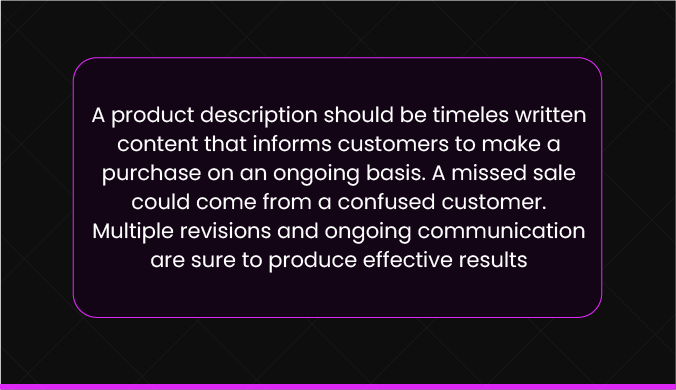 A product description should be timeles written
content that informs customers to make a
purchase on an ongoing basis. A missed sale
could come from a confused customer.
Multiple revisions and ongoing communication
are sure to produce effective results